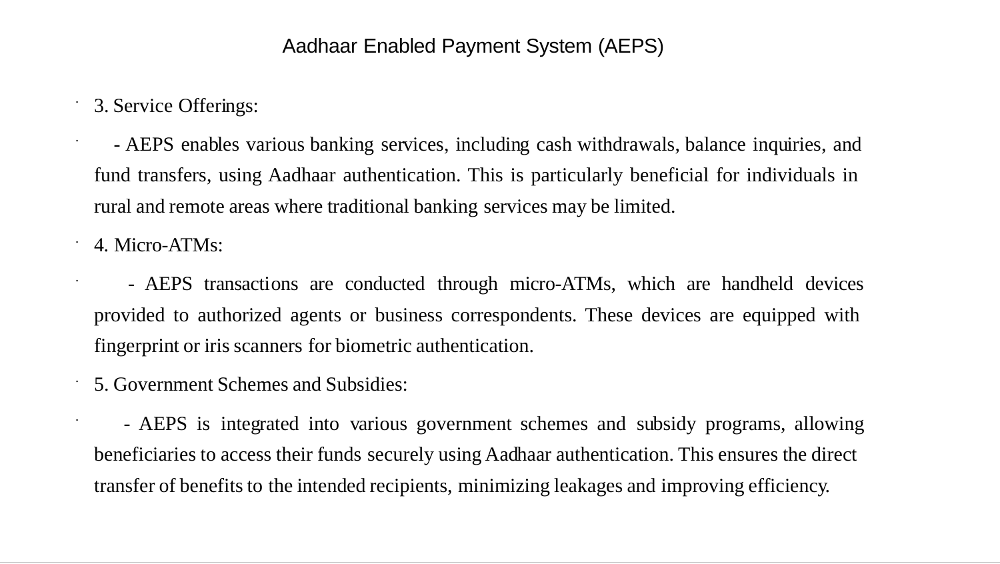 Aadhaar Enabled Payment System (AEPS)
· 3. Service Offerings:
· - AEPS enables various banking services, including cash withdrawals, balance inquiries, and
fund transfers, using Aadhaar authentication. This is particularly beneficial for individuals in
rural and remote areas where traditional banking services may be limited.
· 4. Micro-ATMs:
· - AEPS transactions are conducted through micro-ATMs, which are handheld devices
provided to authorized agents or business correspondents. These devices are equipped with
fingerprint or iris scanners for biometric authentication.
· 5. Government Schemes and Subsidies:
· - AEPS is integrated into various government schemes and subsidy programs, allowing
beneficiaries to access their funds securely using Aadhaar authentication. This ensures the direct
transfer of benefits to the intended recipients, minimizing leakages and improving efficiency.